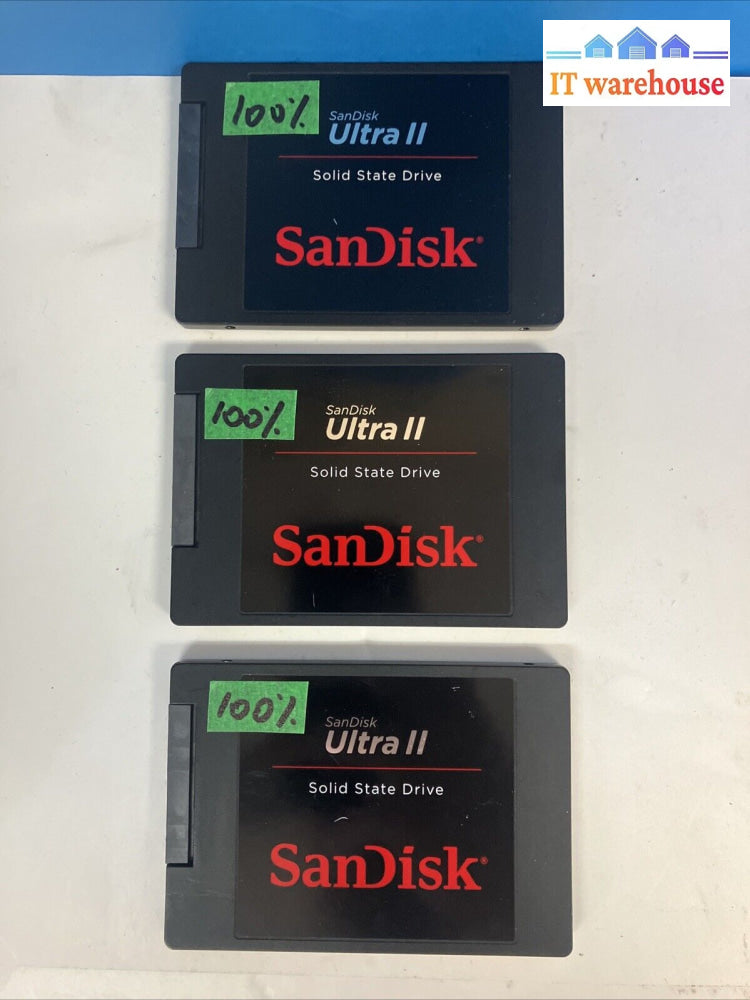 IT warehouse
100%
SanDisk
Ultra II
Solid State Drive
SanDisk®
100%
SanDisk
Ultra II
Solid State Drive
SanDisk®
100%
SanDisk
Ultra II
Solid State Drive
SanDisk®